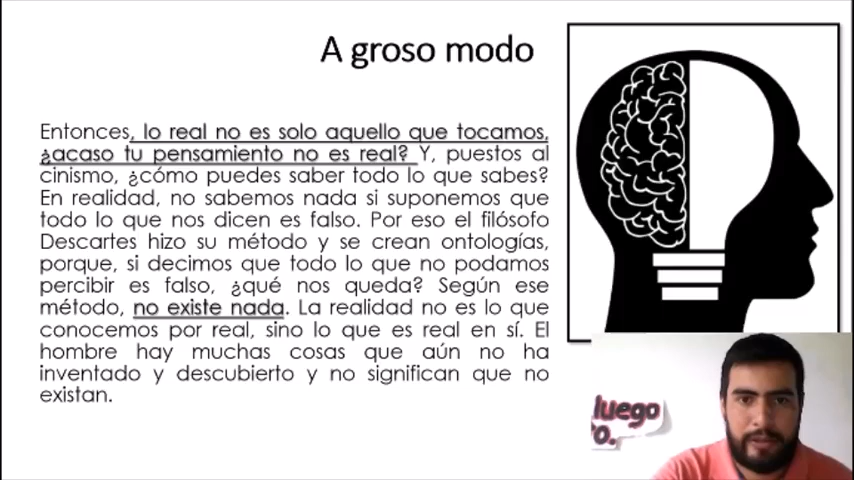 A groso modo
Entonces, lo real no es solo aquello que tocamos,
¿acaso tu pensamiento no es real? Y, puestos al
cinismo, ¿cómo puedes saber todo lo que sabes?
En realidad, no sabemos nada si suponemos que
todo lo que nos dicen es falso. Por eso el filósofo
Descartes hizo su método y se crean ontologías,
porque, si decimos que todo lo que no podamos
percibir es falso, ¿qué nos queda? Según ese
método, no existe nada. La realidad no es lo que
conocemos por real, sino lo que es real en sí. El
hombre hay muchas cosas que aún no ha
inventado y descubierto y no significan que no
existan.
luego
o.